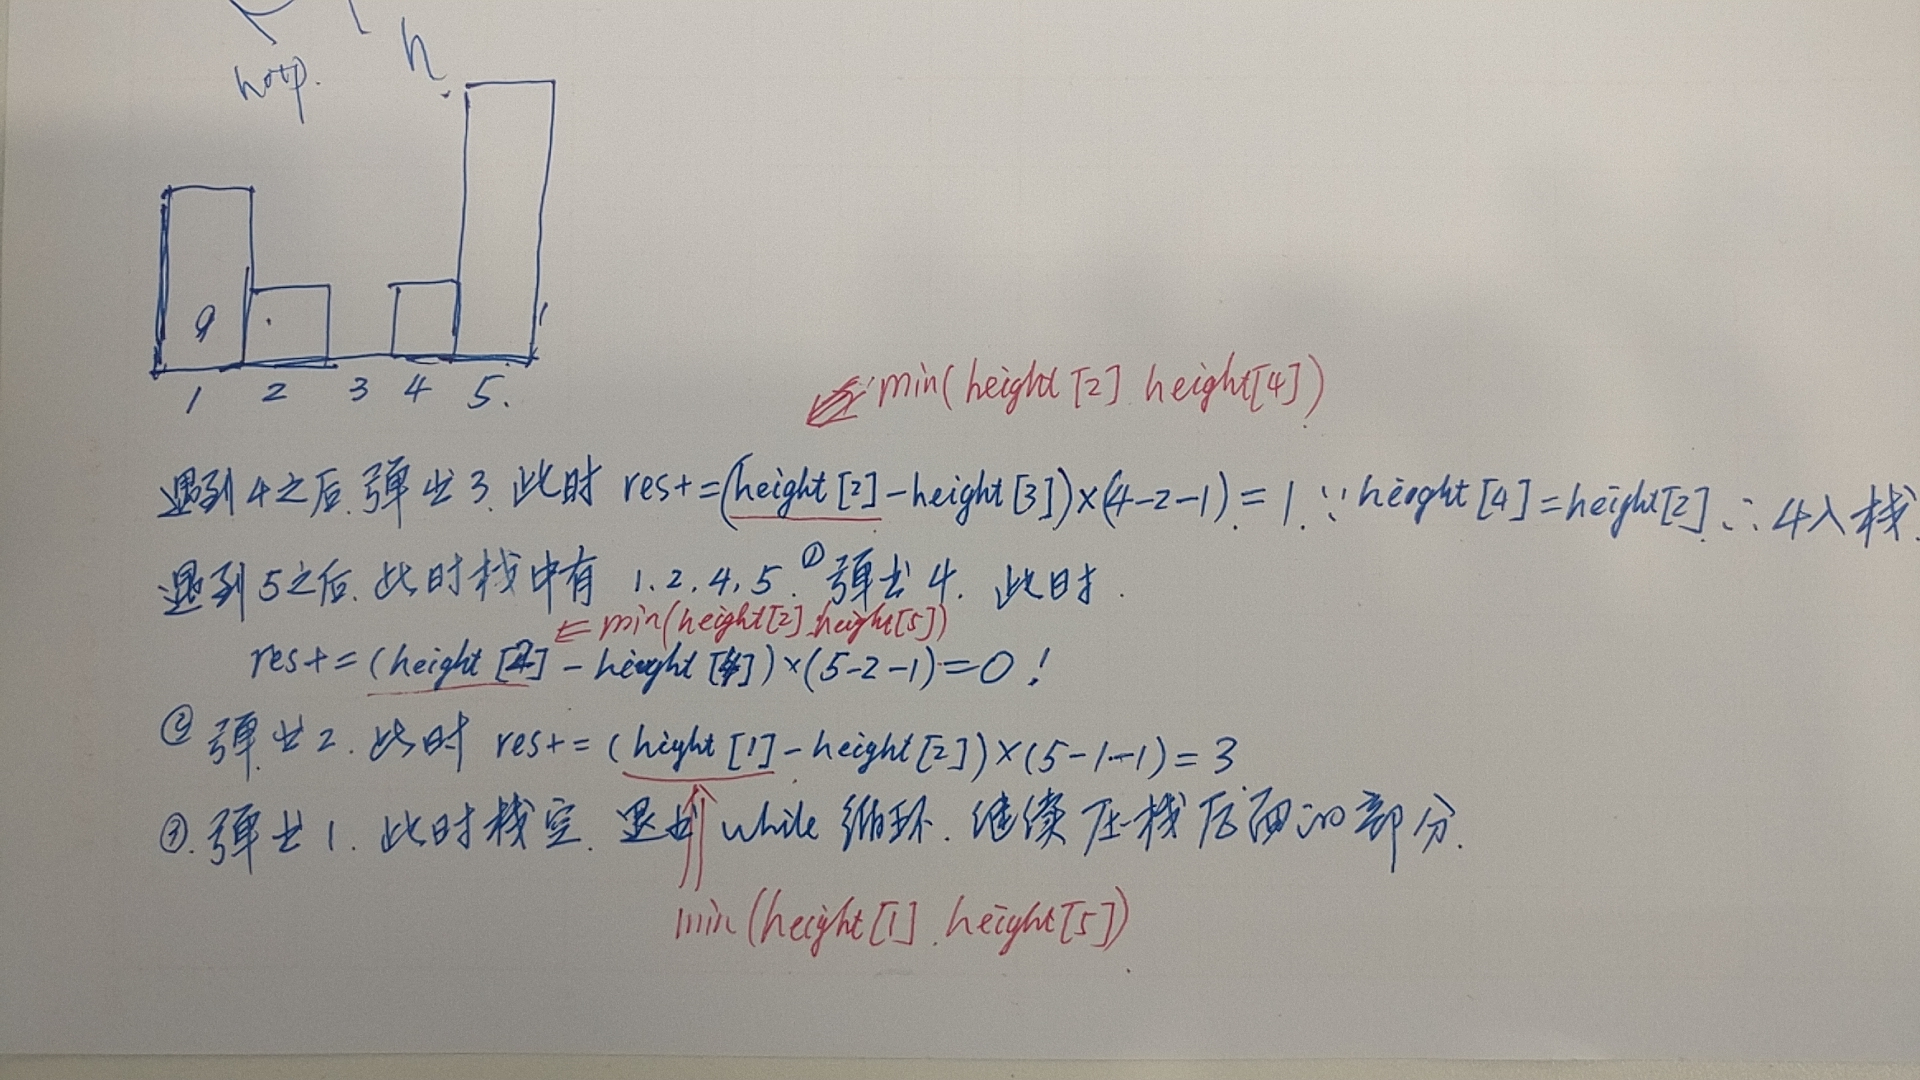 h
1 2 3 4 5.
min(height[2] height[4])
遇到4之后.弹出3.此时 res+=(height[2]-height[3])×(4-2-1)=1.∵height[4]=height[2].∴4入栈.
遇到5之后.此时栈中有 1.2.4.5.①弹出4.此时.
⇐min(height[2].height[5])
res+=(height[2]-height[4])×(5-2-1)=0!
②弹出2.此时 res+=(hight[1]-height[2])×(5-1-1)=3
③.弹出1.此时栈空.退出while循环.继续压栈后面的部分.
min(height[1].height[5])